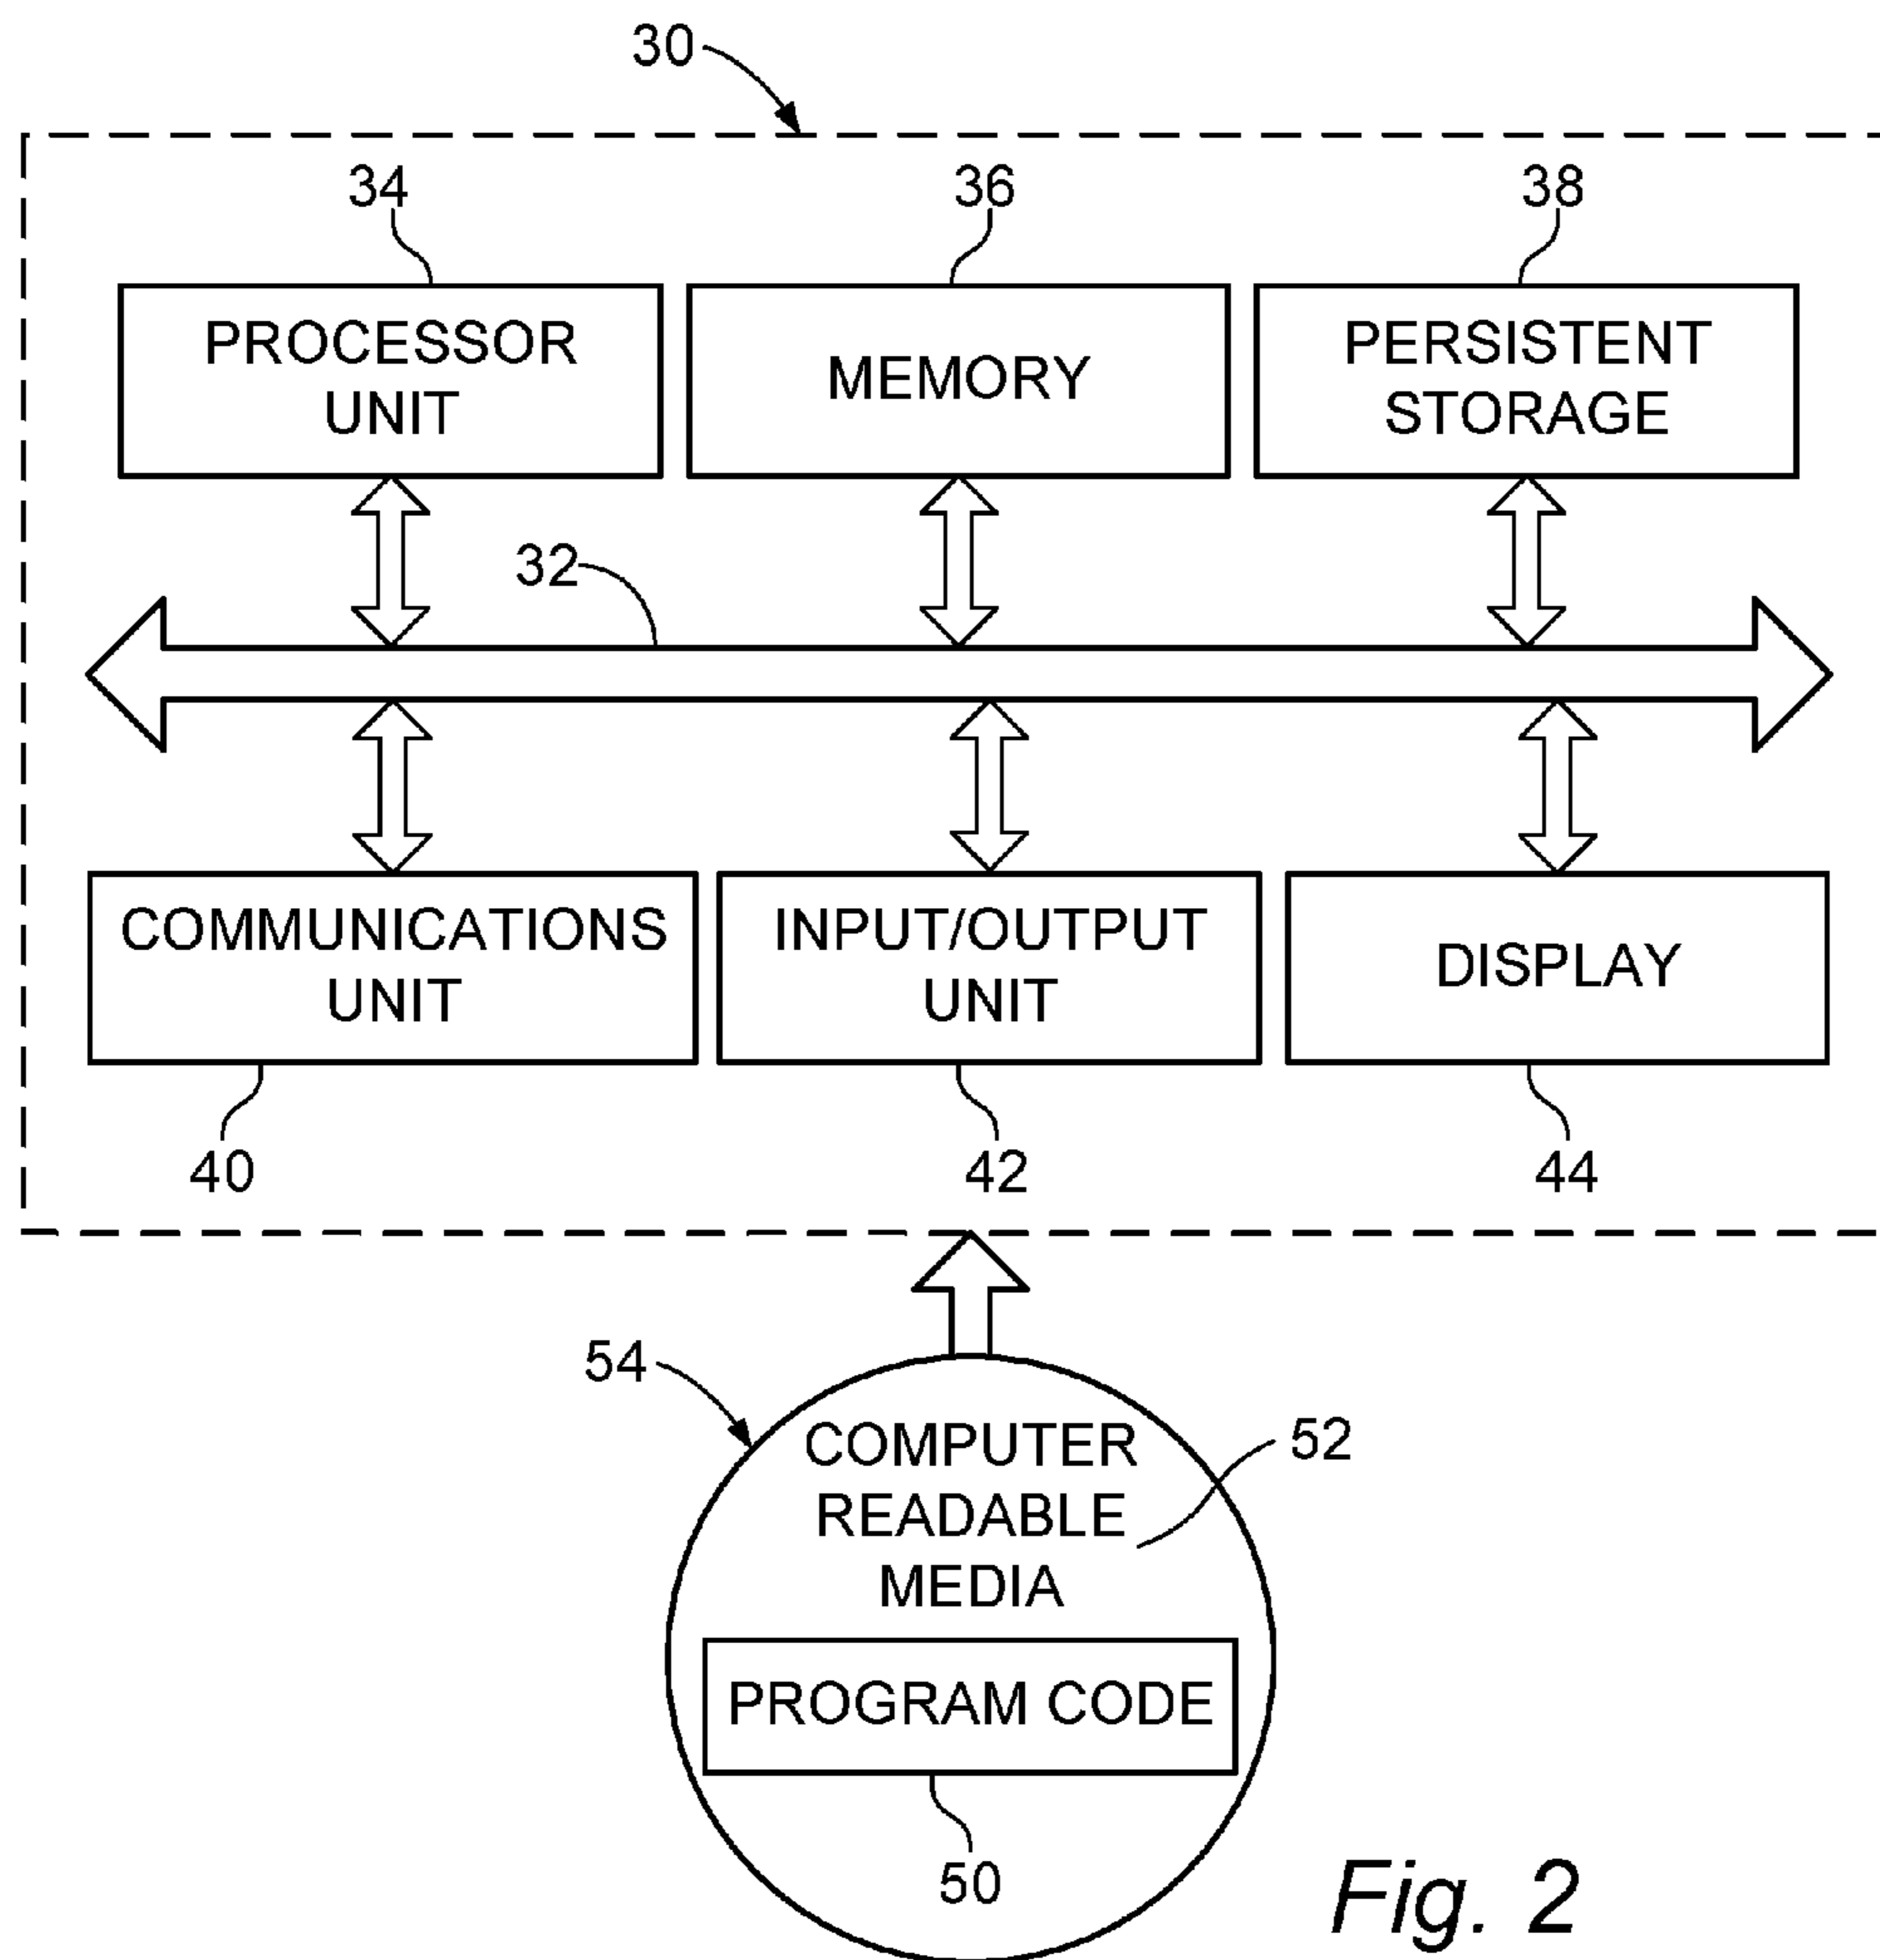 30
34
36
38
PROCESSOR
UNIT
MEMORY
PERSISTENT
STORAGE
32
COMMUNICATIONS
UNIT
INPUT/OUTPUT
UNIT
DISPLAY
40
42
44
54
52
COMPUTER
READABLE
MEDIA
PROGRAM CODE
50
Fig. 2